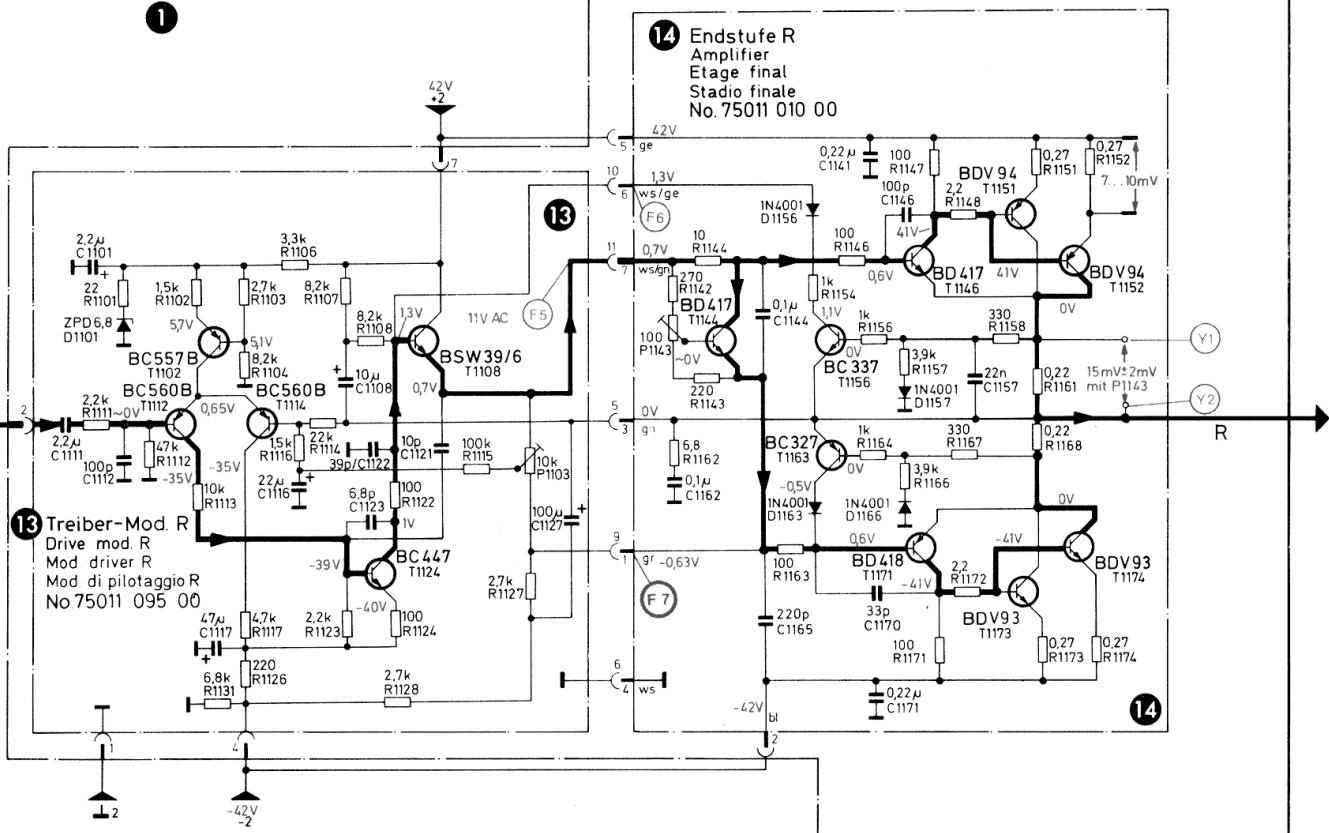 1
14 Endstufe R
Amplifier
Etage final
Stadio finale
No. 75011 010 00
42V
+2
7
42V
5 ge
10
6
1,3V
ws/ge
F6
13
11
7
0,7V
ws/gn
F5
11V AC
2,2µ
C1101
+
22
R1101
ZPD 6,8
D1101
1,5k
R1102
2,7k
R1103
3,3k
R1106
8,2k
R1107
8,2k
R1108
1,3V
5,7V
5,1V
8,2k
R1104
BC557B
T1102
BC560B
T1112
BC560B
T1114
10µ
C1108
+
BSW39/6
T1108
0,7V
2
2,2µ
C1111
2,2k
R1111
~0V
0,65V
100p
C1112
47k
R1112
-35V
-35V
10k
R1113
22k
R1114
1,5k
R1116
22µ
C1116
+
39p/C1122
10p
C1121
100k
R1115
10k
P1103
100
R1122
6,8p
C1123
1V
100µ
C1127
+
13 Treiber-Mod. R
Drive mod. R
Mod driver R
Mod. di pilotaggio R
No.75011 095 00
-39V
BC447
T1124
-40V
2,7k
R1127
47µ
C1117
+
4,7k
R1117
2,2k
R1123
100
R1124
220
R1126
6,8k
R1131
2,7k
R1128
1
4
2
-42V
-2
5
3
0V
gn
9
1
gr
-0,63V
F7
6
4
ws
-42V
bl
2
10
R1144
270
R1142
BD417
T1144
100
P1143
~0V
220
R1143
0,1µ
C1144
1N4001
D1156
1k
R1154
1,1V
BC337
T1156
0V
1k
R1156
3,9k
R1157
1N4001
D1157
330
R1158
22n
C1157
100
R1146
0,6V
0,22µ
C1141
100
R1147
100p
C1146
41V
2,2
R1148
BD417
T1146
41V
BDV94
T1151
0,27
R1151
0,27
R1152
7...10mV
BDV94
T1152
0V
Y1
15mV±2mV
mit P1143
Y2
0,22
R1161
0,22
R1168
R
6,8
R1162
0,1µ
C1162
BC327
T1163
-0,5V
0V
1k
R1164
330
R1167
3,9k
R1166
1N4001
D1163
1N4001
D1166
0V
100
R1163
0,6V
BD418
T1171
-41V
2,2
R1172
-41V
BDV93
T1173
BDV93
T1174
220p
C1165
33p
C1170
100
R1171
0,27
R1173
0,27
R1174
0,22µ
C1171
14